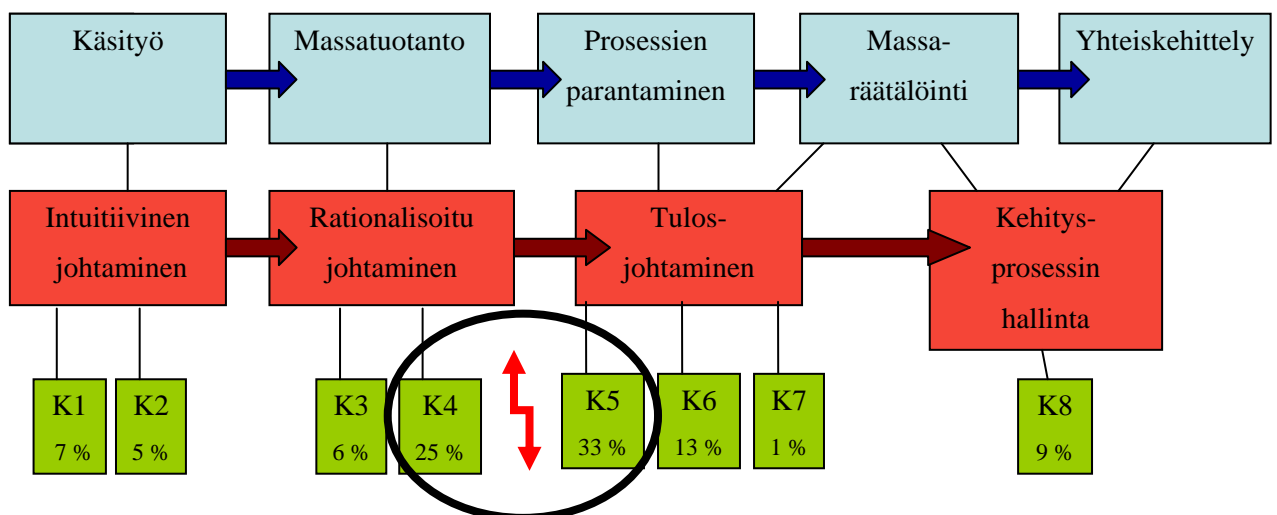 Käsityö
Massatuotanto
Prosessien
parantaminen
Massa-
räätälöinti
Yhteiskehittely
Intuitiivinen
johtaminen
Rationalisoitu
johtaminen
Tulos-
johtaminen
Kehitys-
prosessin
hallinta
K1
7 %
K2
5 %
K3
6 %
K4
25 %
K5
33 %
K6
13 %
K7
1 %
K8
9 %